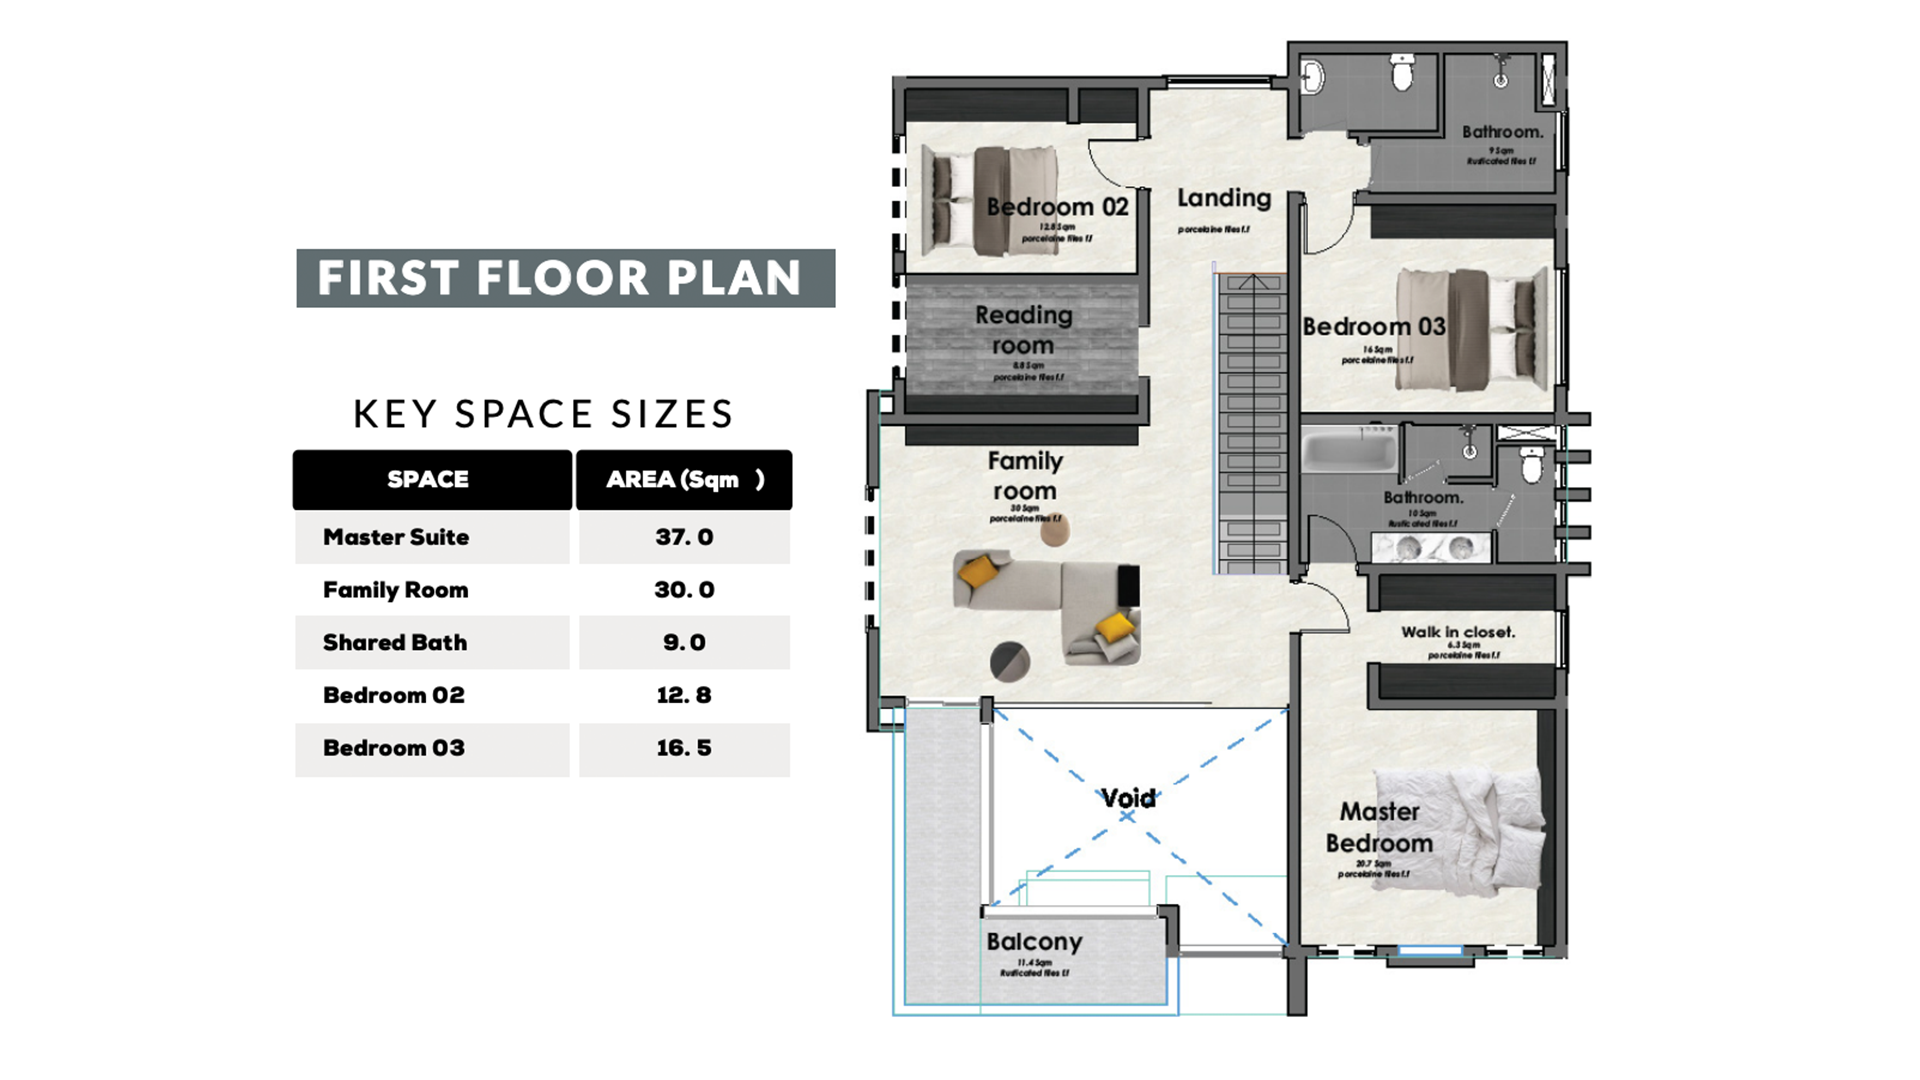 FIRST FLOOR PLAN
KEY SPACE SIZES
SPACE AREA (Sqm )
Master Suite 37. 0
Family Room 30. 0
Shared Bath 9. 0
Bedroom 02 12. 8
Bedroom 03 16. 5
Bathroom.
9 Sqm
Rusticated tiles f.f
Bedroom 02
12.8 Sqm
porcelaine tiles f.f
Landing
porcelaine tiles f.f
Reading
room
8.8 Sqm
porcelaine tiles f.f
Bedroom 03
16 Sqm
porcelaine tiles f.f
Family
room
30 Sqm
porcelaine tiles f.f
Bathroom.
10 Sqm
Rusticated tiles f.f
Walk in closet.
6.3 Sqm
porcelaine tiles f.f
Void
Master
Bedroom
20.7 Sqm
porcelaine tiles f.f
Balcony
11.4 Sqm
Rusticated tiles f.f